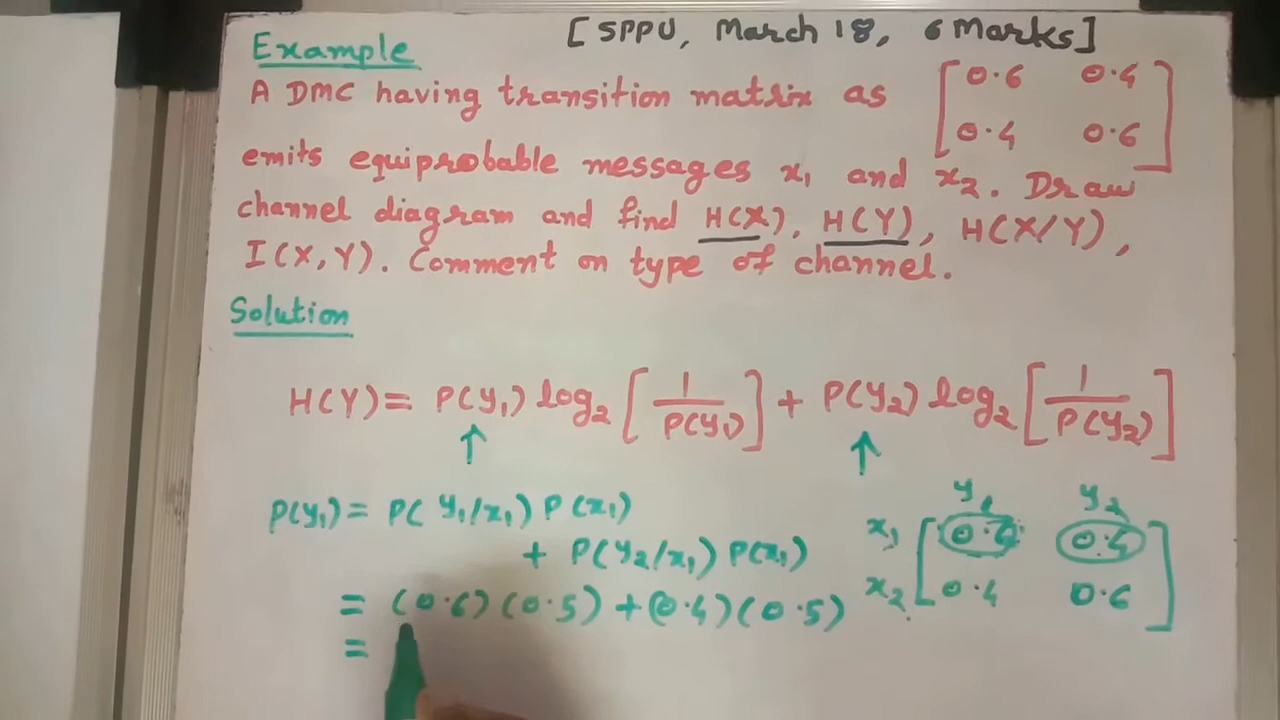 [SPPU, March 18, 6 Marks]
Example
A DMC having transition matrix as [0.6 0.4
0.4 0.6]
emits equiprobable messages x1 and x2. Draw
channel diagram and find H(X), H(Y), H(X/Y),
I(X,Y). Comment on type of channel.
Solution
H(Y) = P(y1) log2 [1/P(y1)] + P(y2) log2 [1/P(y2)]
↑ ↑
P(y1) = P(y1/x1) P(x1)
+ P(y2/x1) P(x1)
= (0.6)(0.5) + (0.4)(0.5)
=
y1 y2
x1 [0.6 0.4
x2 0.4 0.6]